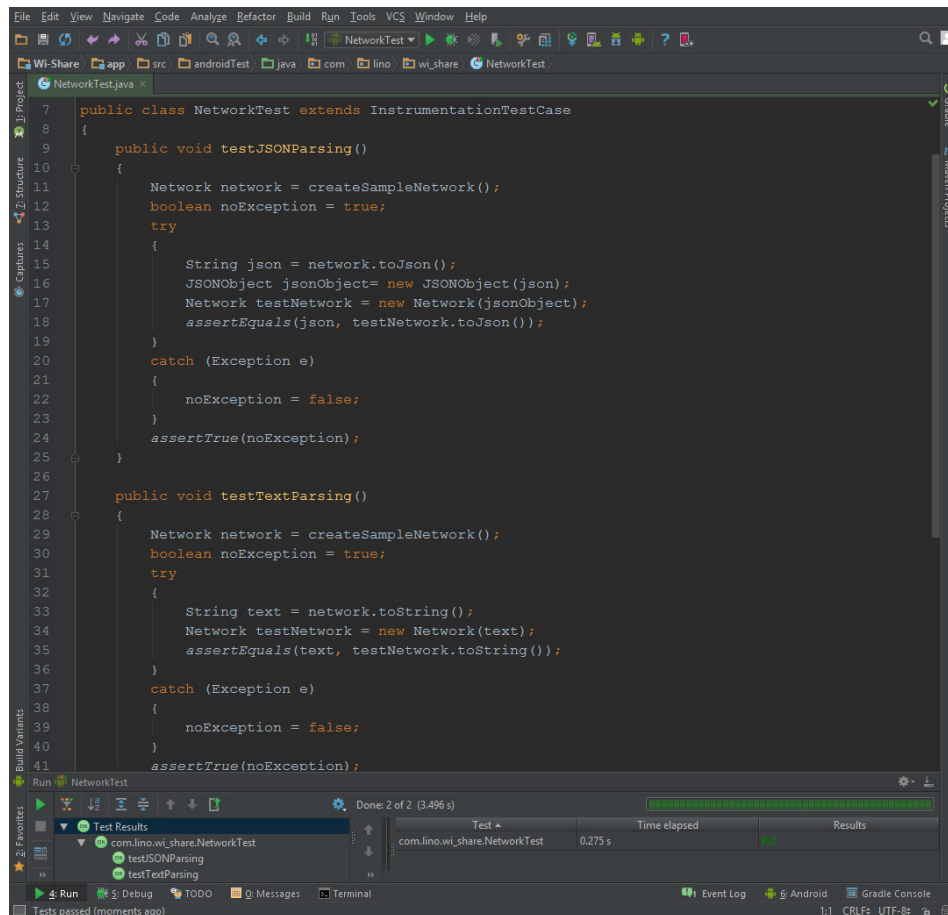 File Edit View Navigate Code Analyze Refactor Build Run Tools VCS Window Help
NetworkTest
Wi-Share app src androidTest java com lino wi_share NetworkTest
NetworkTest.java
1: Project
7: Structure
Captures
Build Variants
2: Favorites
7 public class NetworkTest extends InstrumentationTestCase
8 {
9 public void testJSONParsing()
10 {
11 Network network = createSampleNetwork();
12 boolean noException = true;
13 try
14 {
15 String json = network.toJson();
16 JSONObject jsonObject= new JSONObject(json);
17 Network testNetwork = new Network(jsonObject);
18 assertEquals(json, testNetwork.toJson());
19 }
20 catch (Exception e)
21 {
22 noException = false;
23 }
24 assertTrue(noException);
25 }
26
27 public void testTextParsing()
28 {
29 Network network = createSampleNetwork();
30 boolean noException = true;
31 try
32 {
33 String text = network.toString();
34 Network testNetwork = new Network(text);
35 assertEquals(text, testNetwork.toString());
36 }
37 catch (Exception e)
38 {
39 noException = false;
40 }
41 assertTrue(noException);
Run NetworkTest
Done: 2 of 2 (3.496 s)
Test Results
com.lino.wi_share.NetworkTest
testJSONParsing
testTextParsing
Test Time elapsed Results
com.lino.wi_share.NetworkTest 0.275 s P:2
4: Run 5: Debug TODO 0: Messages Terminal 1 Event Log 6: Android Gradle Console
Tests passed (moments ago) 1:1 CRLF UTF-8